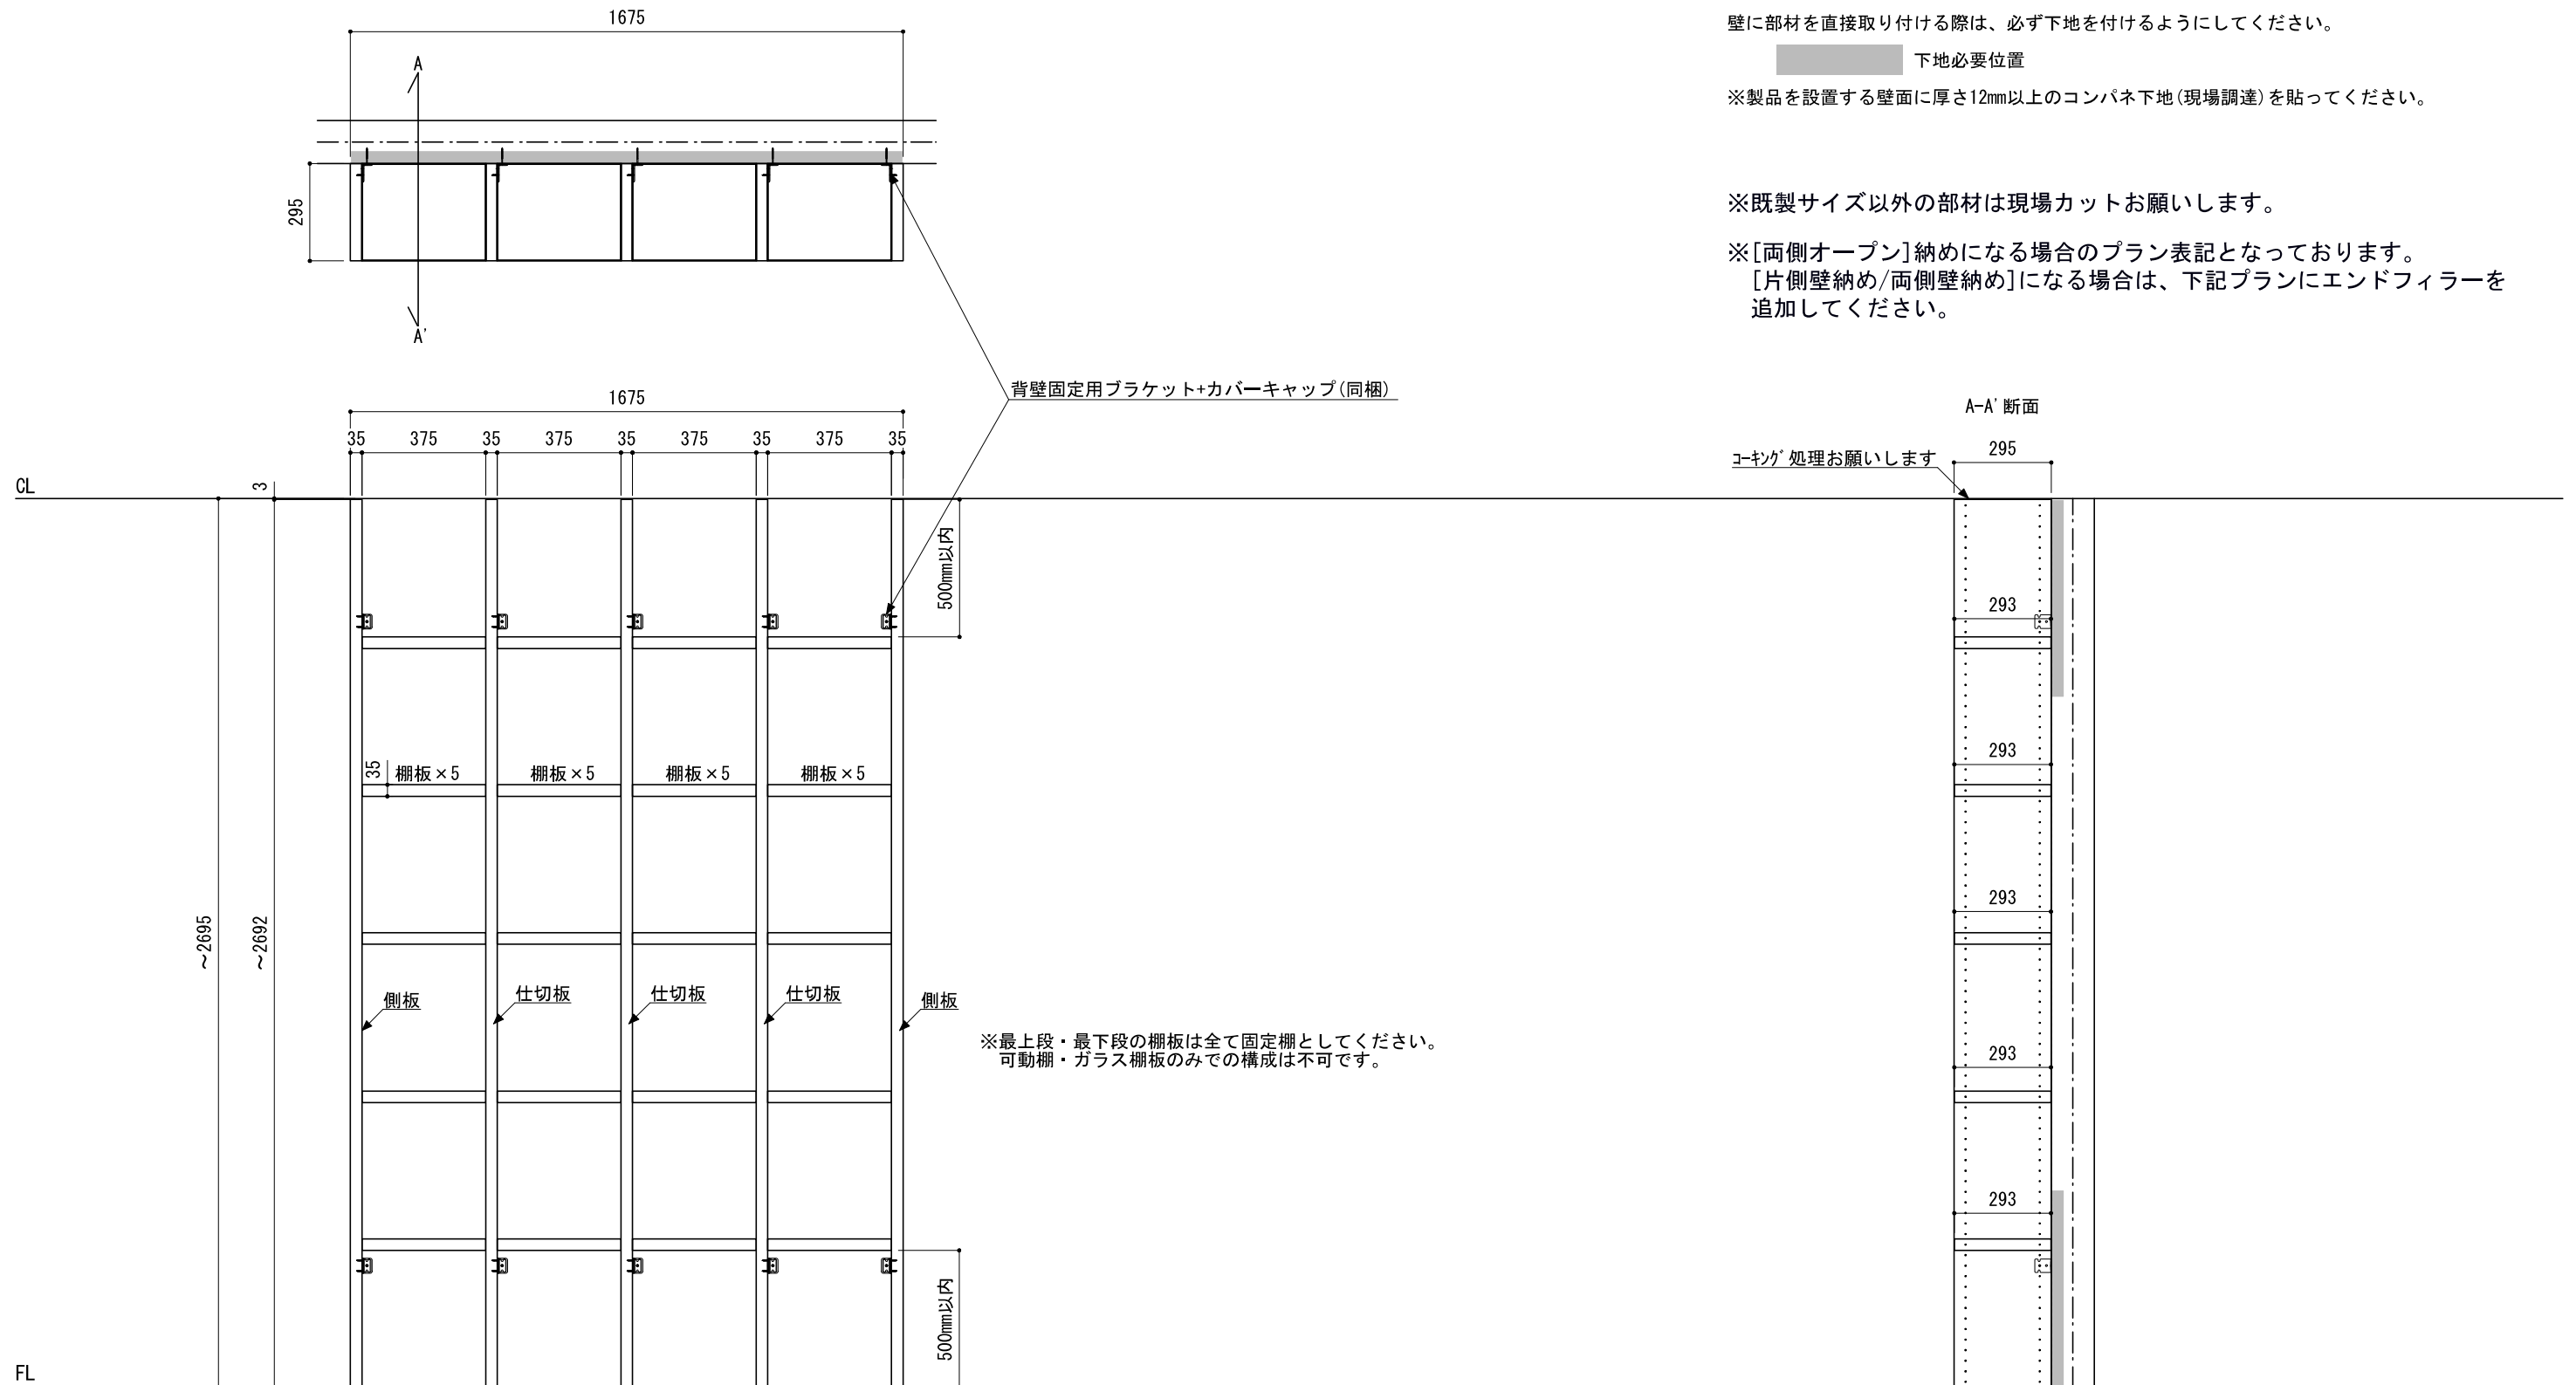 1675
A
295
A'
壁に部材を直接取り付ける際は、必ず下地を付けるようにしてください。
下地必要位置
※製品を設置する壁面に厚さ12mm以上のコンパネ下地(現場調達)を貼ってください。
※既製サイズ以外の部材は現場カットお願いします。
※[両側オープン]納めになる場合のプラン表記となっております。
[片側壁納め/両側壁納め]になる場合は、下記プランにエンドフィラーを
追加してください。
背壁固定用ブラケット+カバーキャップ(同梱)
1675
35 375 35 375 35 375 35 375 35
CL
3
500mm以内
~2695
~2692
35
棚板×5 棚板×5 棚板×5 棚板×5
側板 仕切板 仕切板 仕切板 側板
※最上段・最下段の棚板は全て固定棚としてください。
可動棚・ガラス棚板のみでの構成は不可です。
500mm以内
FL
A-A'断面
295
ｺｰｷﾝｸﾞ処理お願いします
293
293
293
293
293